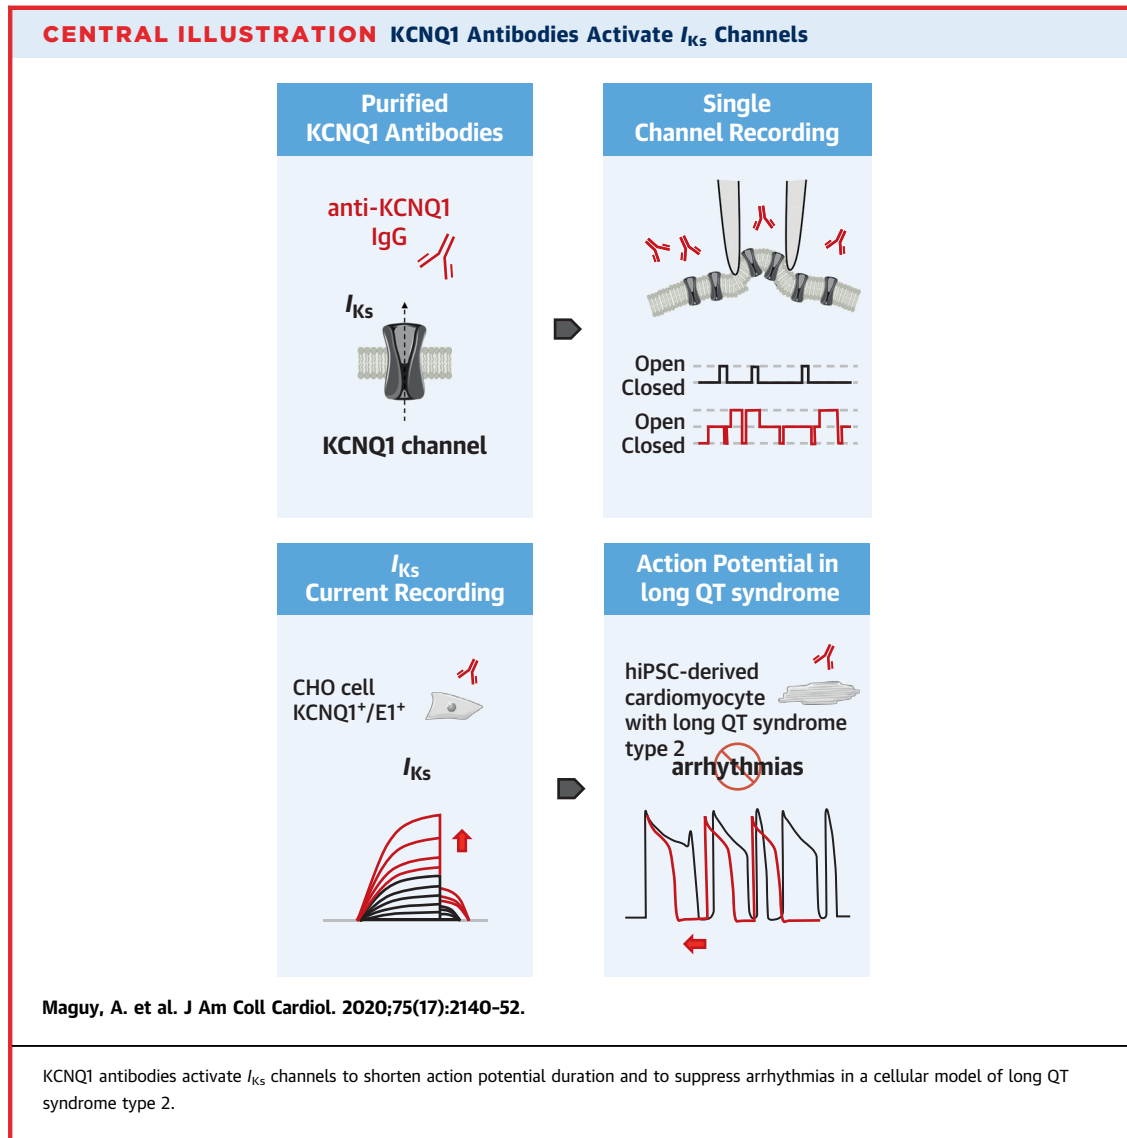 CENTRAL ILLUSTRATION KCNQ1 Antibodies Activate IKs Channels
Purified
KCNQ1 Antibodies
anti-KCNQ1
IgG
IKs
KCNQ1 channel
Single
Channel Recording
Open
Closed
Open
Closed
IKs
Current Recording
CHO cell
KCNQ1+/E1+
IKs
Action Potential in
long QT syndrome
hiPSC-derived
cardiomyocyte
with long QT syndrome
type 2
arrhythmias
Maguy, A. et al. J Am Coll Cardiol. 2020;75(17):2140–52.
KCNQ1 antibodies activate IKs channels to shorten action potential duration and to suppress arrhythmias in a cellular model of long QT
syndrome type 2.